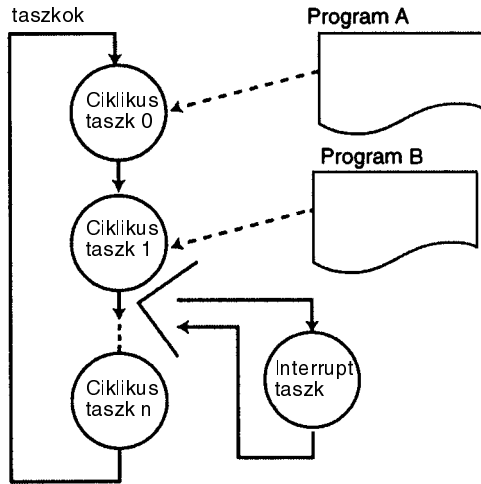 taszkok
Program A
Ciklikus
taszk 0
Program B
Ciklikus
taszk 1
Interrupt
taszk
Ciklikus
taszk n